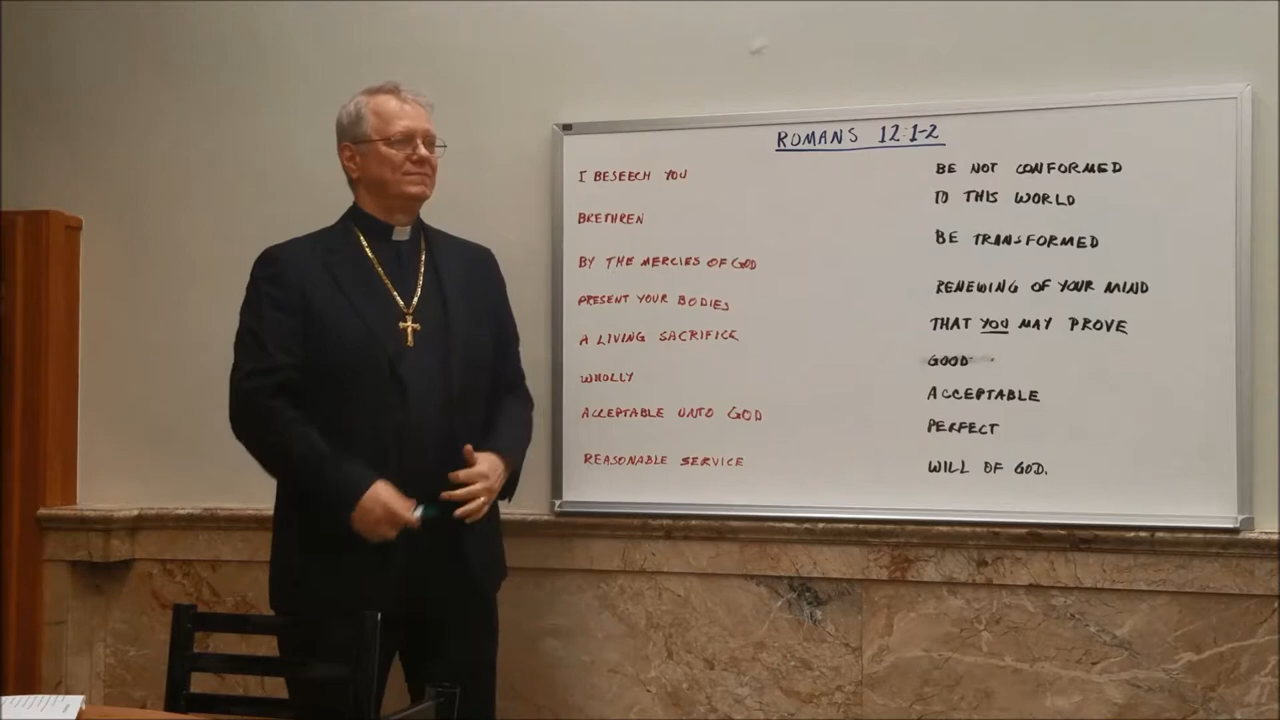 ROMANS 12:1-2
I BESEECH YOU
BRETHREN
BY THE MERCIES OF GOD
PRESENT YOUR BODIES
A LIVING SACRIFICE
WHOLLY
ACCEPTABLE UNTO GOD
REASONABLE SERVICE
BE NOT CONFORMED
TO THIS WORLD
BE TRANSFORMED
RENEWING OF YOUR MIND
THAT YOU MAY PROVE
GOOD
ACCEPTABLE
PERFECT
WILL OF GOD.